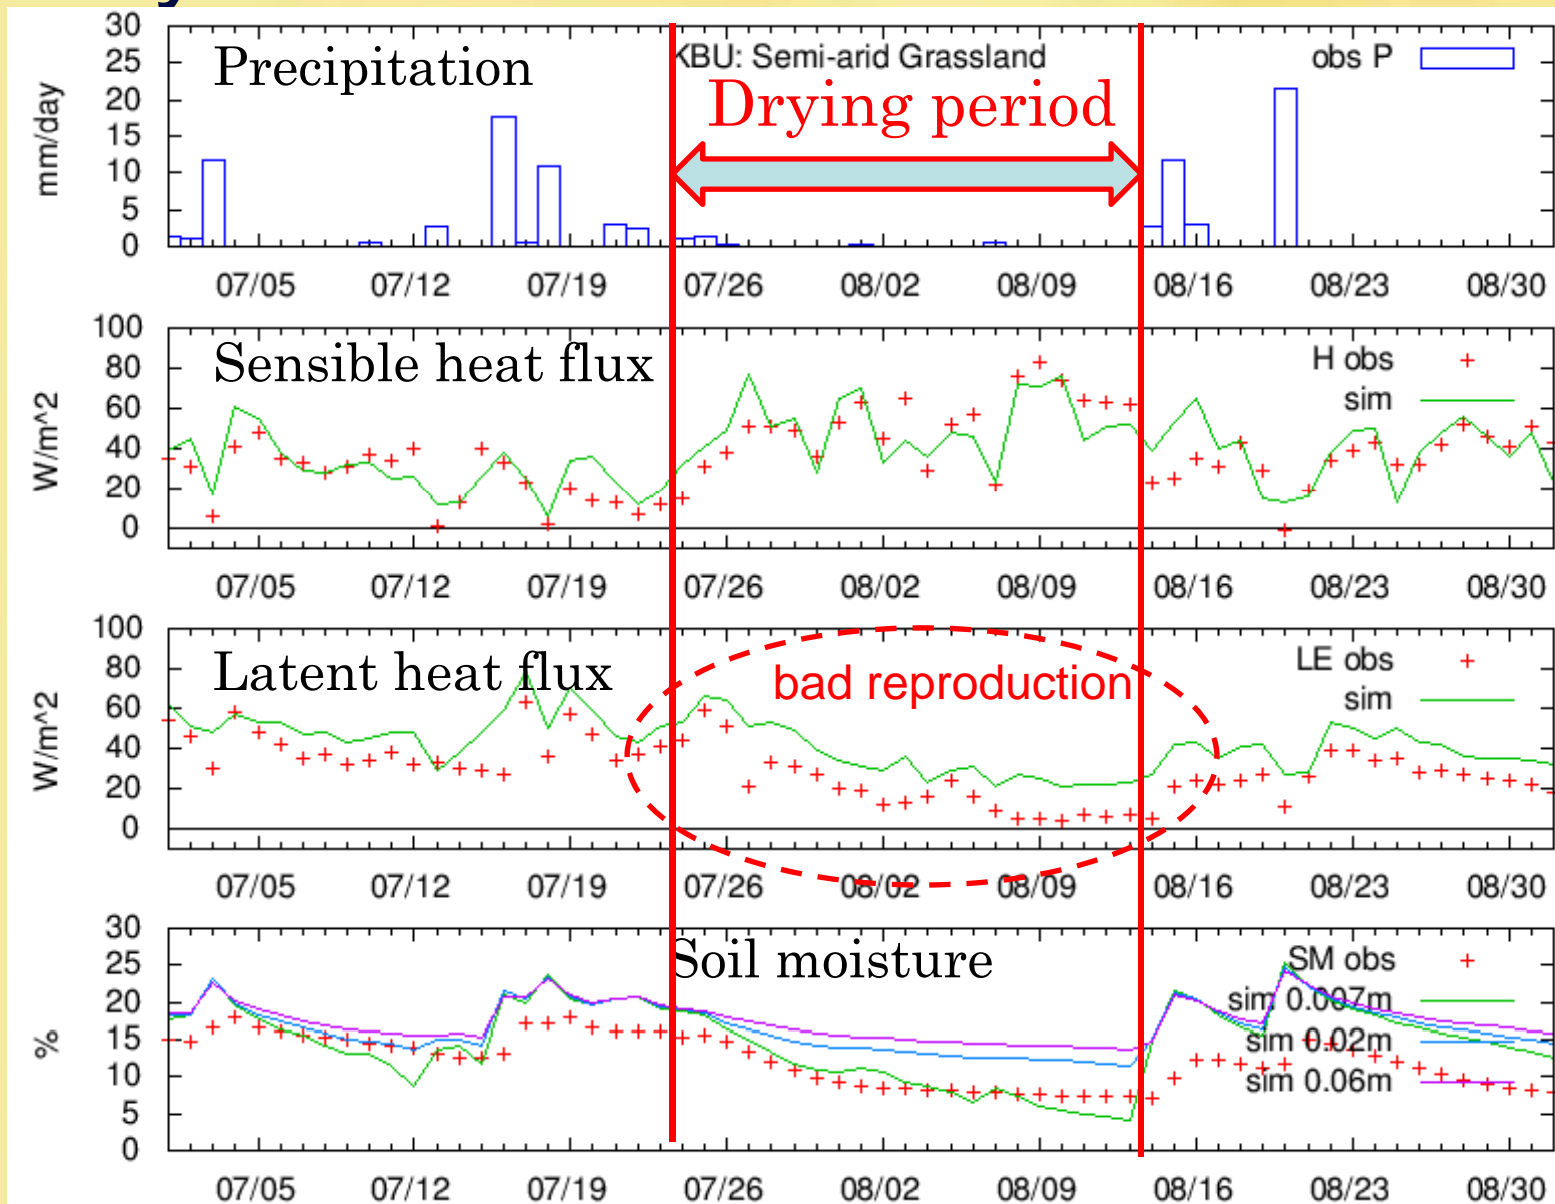 30
25
20
15
10
5
0
mm/day
Precipitation
KBU: Semi-arid Grassland
obs P
Drying period
07/05 07/12 07/19 07/26 08/02 08/09 08/16 08/23 08/30
100
80
60
40
20
0
W/m^2
Sensible heat flux
H obs
sim
07/05 07/12 07/19 07/26 08/02 08/09 08/16 08/23 08/30
100
80
60
40
20
0
W/m^2
Latent heat flux
bad reproduction
LE obs
sim
07/05 07/12 07/19 07/26 08/02 08/09 08/16 08/23 08/30
30
25
20
15
10
5
0
%
Soil moisture
SM obs
sim 0.007m
sim 0.02m
sim 0.06m
07/05 07/12 07/19 07/26 08/02 08/09 08/16 08/23 08/30